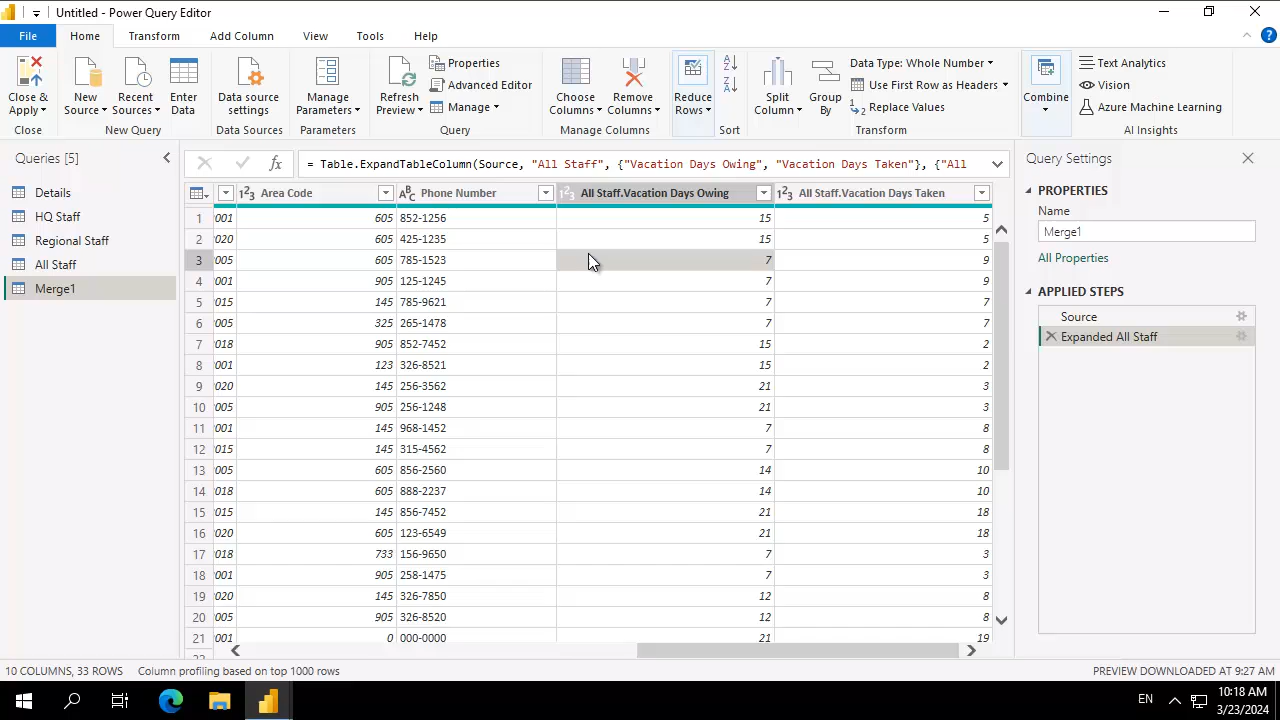 Untitled - Power Query Editor
File Home Transform Add Column View Tools Help
Close & Apply
New Source
Recent Sources
Enter Data
Data source settings
Manage Parameters
Refresh Preview
Properties
Advanced Editor
Manage
Choose Columns
Remove Columns
Reduce Rows
Split Column
Group By
Data Type: Whole Number
Use First Row as Headers
Replace Values
Combine
Text Analytics
Vision
Azure Machine Learning
Close New Query Data Sources Parameters Query Manage Columns Sort Transform AI Insights
Queries [5]
Details
HQ Staff
Regional Staff
All Staff
Merge1
= Table.ExpandTableColumn(Source, "All Staff", {"Vacation Days Owing", "Vacation Days Taken"}, {"All
Area Code Phone Number All Staff.Vacation Days Owing All Staff.Vacation Days Taken
1 001 605 852-1256 15 5
2 020 605 425-1235 15 5
3 005 605 785-1523 7 9
4 001 905 125-1245 7 9
5 015 145 785-9621 7 7
6 005 325 265-1478 7 7
7 018 905 852-7452 15 2
8 001 123 326-8521 15 2
9 020 145 256-3562 21 3
10 005 905 256-1248 21 3
11 001 145 968-1452 7 8
12 015 145 315-4562 7 8
13 005 605 856-2560 14 10
14 018 605 888-2237 14 10
15 015 145 856-7452 21 18
16 020 605 123-6549 21 18
17 018 733 156-9650 7 3
18 001 905 258-1475 7 3
19 020 145 326-7850 12 8
20 005 905 326-8520 12 8
21 001 0 000-0000 21 19
Query Settings
PROPERTIES
Name
Merge1
All Properties
APPLIED STEPS
Source
Expanded All Staff
10 COLUMNS, 33 ROWS Column profiling based on top 1000 rows
PREVIEW DOWNLOADED AT 9:27 AM
EN
10:18 AM
3/23/2024